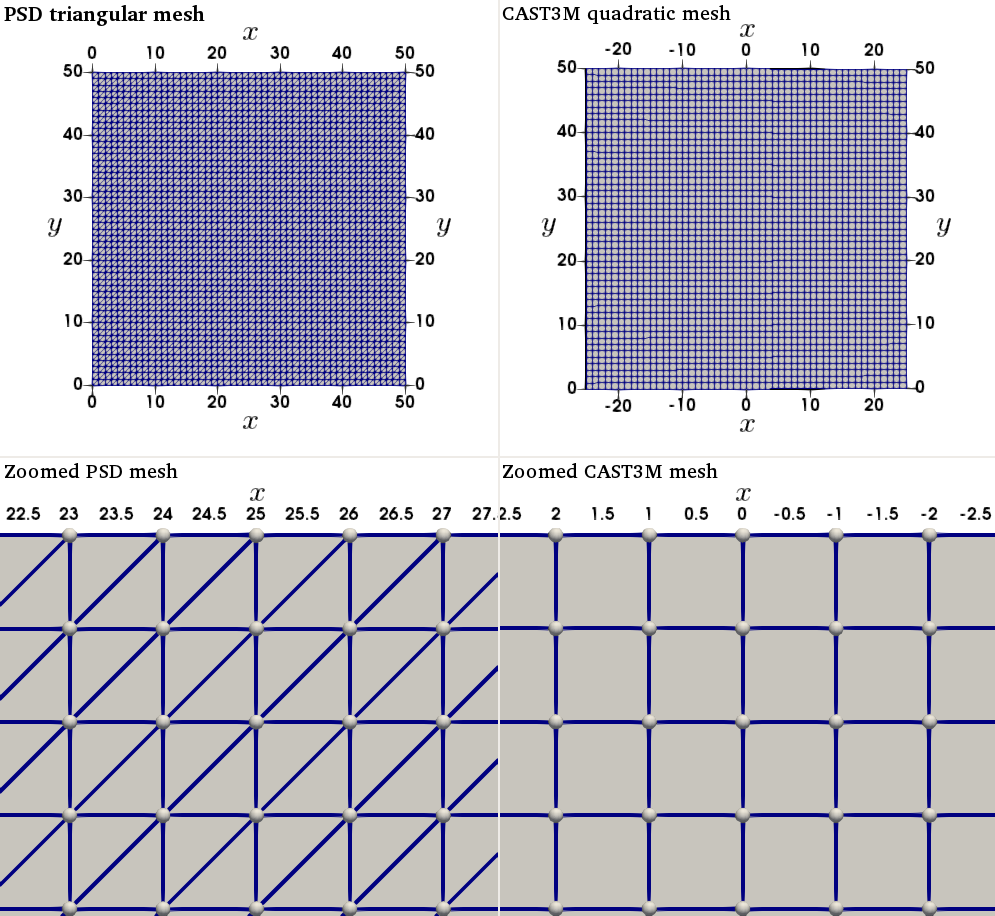 PSD triangular mesh
x
0 10 20 30 40 50
50 50
40 40
30 30
y y
20 20
10 10
0 0
0 10 20 30 40 50
x
CAST3M quadratic mesh
x
-20 -10 0 10 20
50 50
40 40
30 30
y y
20 20
10 10
0 0
-20 -10 0 10 20
x
Zoomed PSD mesh
x
22.5 23 23.5 24 24.5 25 25.5 26 26.5 27 27.
Zoomed CAST3M mesh
x
2.5 2 1.5 1 0.5 0 -0.5 -1 -1.5 -2 -2.5